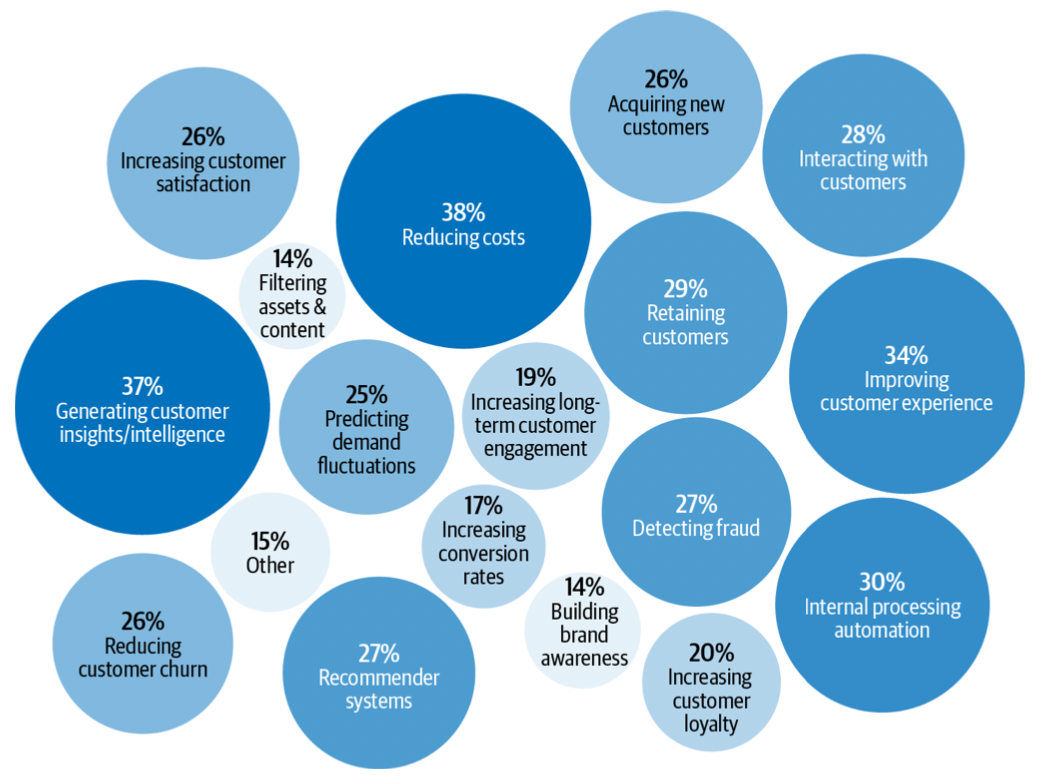 26%
Acquiring new
customers
26%
Increasing customer
satisfaction
28%
Interacting with
customers
38%
Reducing costs
14%
Filtering
assets &
content
29%
Retaining
customers
34%
Improving
customer experience
37%
Generating customer
insights/intelligence
25%
Predicting
demand
fluctuations
19%
Increasing long-
term customer
engagement
27%
Detecting fraud
17%
Increasing
conversion
rates
15%
Other
30%
Internal processing
automation
14%
Building
brand
awareness
26%
Reducing
customer churn
27%
Recommender
systems
20%
Increasing
customer
loyalty